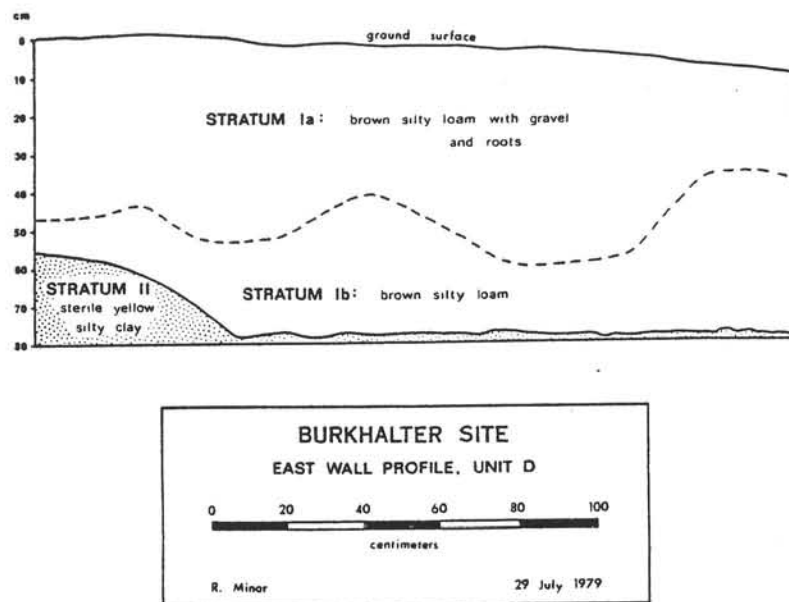 cm
0
ground surface
10
STRATUM Ia: brown silty loam with gravel
and roots
20
30
40
50
60
STRATUM II
sterile yellow
silty clay
STRATUM Ib: brown silty loam
70
80
BURKHALTER SITE
EAST WALL PROFILE, UNIT D
0 20 40 60 80 100
centimeters
R. Minor 29 July 1979